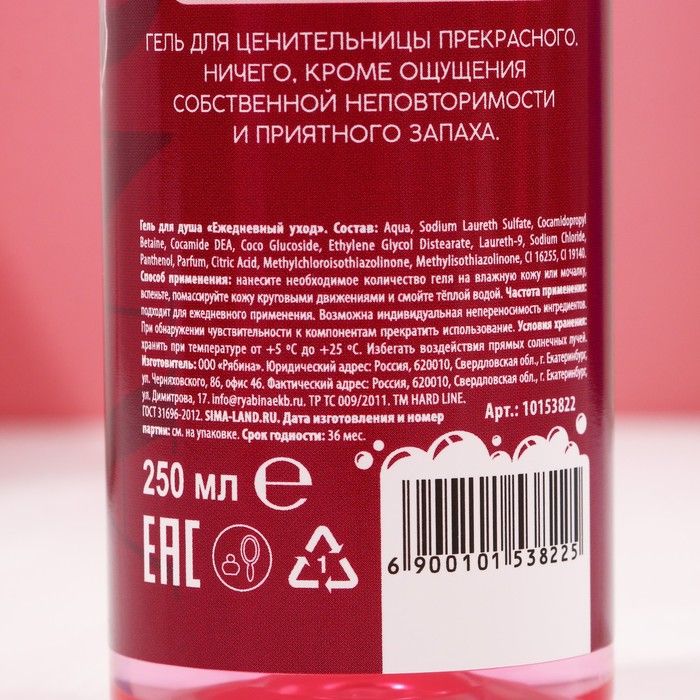 ГЕЛЬ ДЛЯ ЦЕНИТЕЛЬНИЦЫ ПРЕКРАСНОГО.
НИЧЕГО, КРОМЕ ОЩУЩЕНИЯ
СОБСТВЕННОЙ НЕПОВТОРИМОСТИ
И ПРИЯТНОГО ЗАПАХА.
Гель для душа «Ежедневный уход». Состав: Aqua, Sodium Laureth Sulfate, Cocamidopropyl
Betaine, Cocamide DEA, Coco Glucoside, Ethylene Glycol Distearate, Laureth-9, Sodium Chloride,
Panthenol, Parfum, Citric Acid, Methylchloroisothiazolinone, Methylisothiazolinone, CI 16255, CI 19140.
Способ применения: нанесите необходимое количество геля на влажную кожу или мочалку,
вспеньте, помассируйте кожу круговыми движениями и смойте тёплой водой. Частота применения:
подходит для ежедневного применения. Возможна индивидуальная непереносимость ингредиентов.
При обнаружении чувствительности к компонентам прекратить использование. Условия хранения:
хранить при температуре от +5 ºС до +25 ºС. Избегать воздействия прямых солнечных лучей.
Изготовитель: ООО «Рябина». Юридический адрес: Россия, 620010, Свердловская обл., г. Екатеринбург,
ул. Черняховского, 86, офис 46. Фактический адрес: Россия, 620000, Свердловская обл., г. Екатеринбург,
ул. Димитрова, 17. info@ryabinaekb.ru. ТР ТС 009/2011. TM HARD LINE.
ГОСТ 31696-2012. SIMA-LAND.RU. Дата изготовления и номер
партии: см. на упаковке. Срок годности: 36 мес.
Арт.: 10153822
250 мл ℮
EAC
1
6 900101 538225